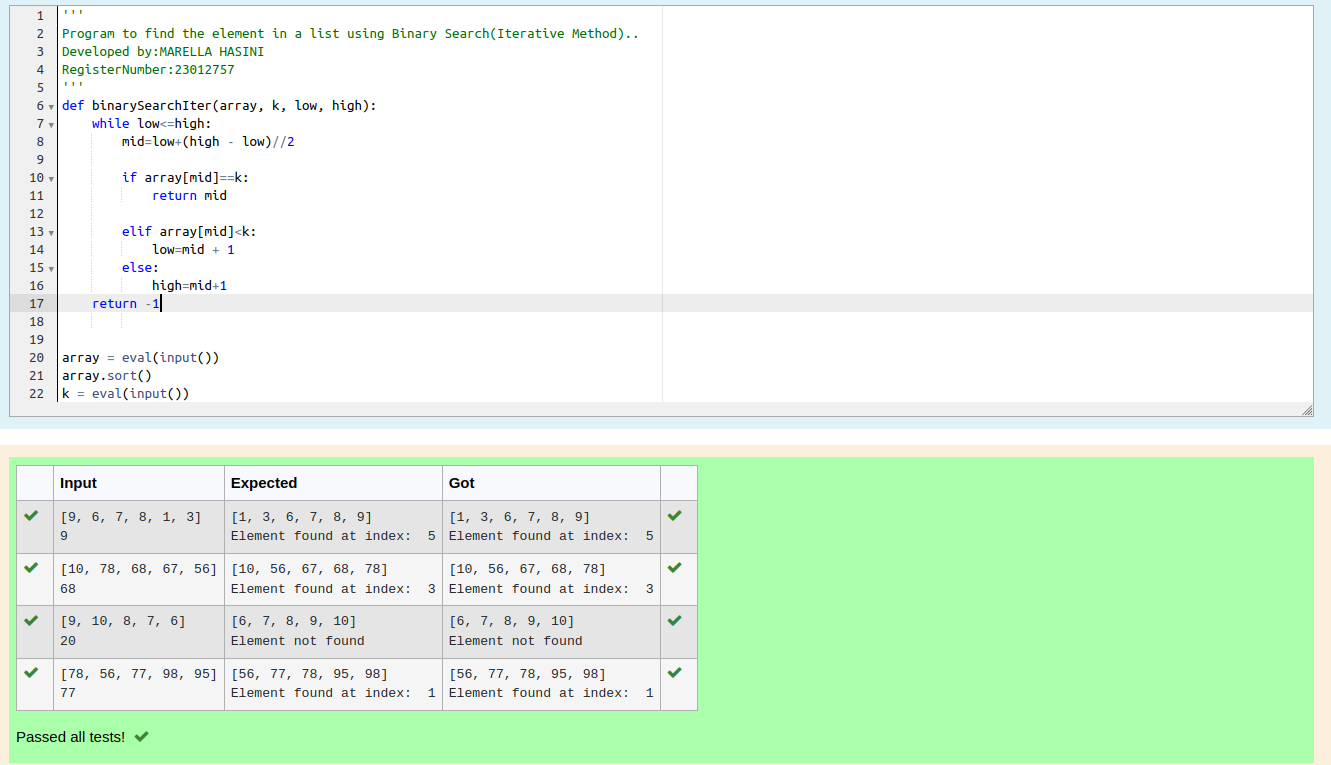 1 '''
2 Program to find the element in a list using Binary Search(Iterative Method)..
3 Developed by:MARELLA HASINI
4 RegisterNumber:23012757
5 '''
6 def binarySearchIter(array, k, low, high):
7     while low<=high:
8         mid=low+(high - low)//2
9
10         if array[mid]==k:
11             return mid
12
13         elif array[mid]<k:
14             low=mid + 1
15         else:
16             high=mid+1
17     return -1
18
19
20 array = eval(input())
21 array.sort()
22 k = eval(input())
Input Expected Got
[9, 6, 7, 8, 1, 3] [1, 3, 6, 7, 8, 9] [1, 3, 6, 7, 8, 9]
9 Element found at index:  5 Element found at index:  5
[10, 78, 68, 67, 56] [10, 56, 67, 68, 78] [10, 56, 67, 68, 78]
68 Element found at index:  3 Element found at index:  3
[9, 10, 8, 7, 6] [6, 7, 8, 9, 10] [6, 7, 8, 9, 10]
20 Element not found Element not found
[78, 56, 77, 98, 95] [56, 77, 78, 95, 98] [56, 77, 78, 95, 98]
77 Element found at index:  1 Element found at index:  1
Passed all tests!